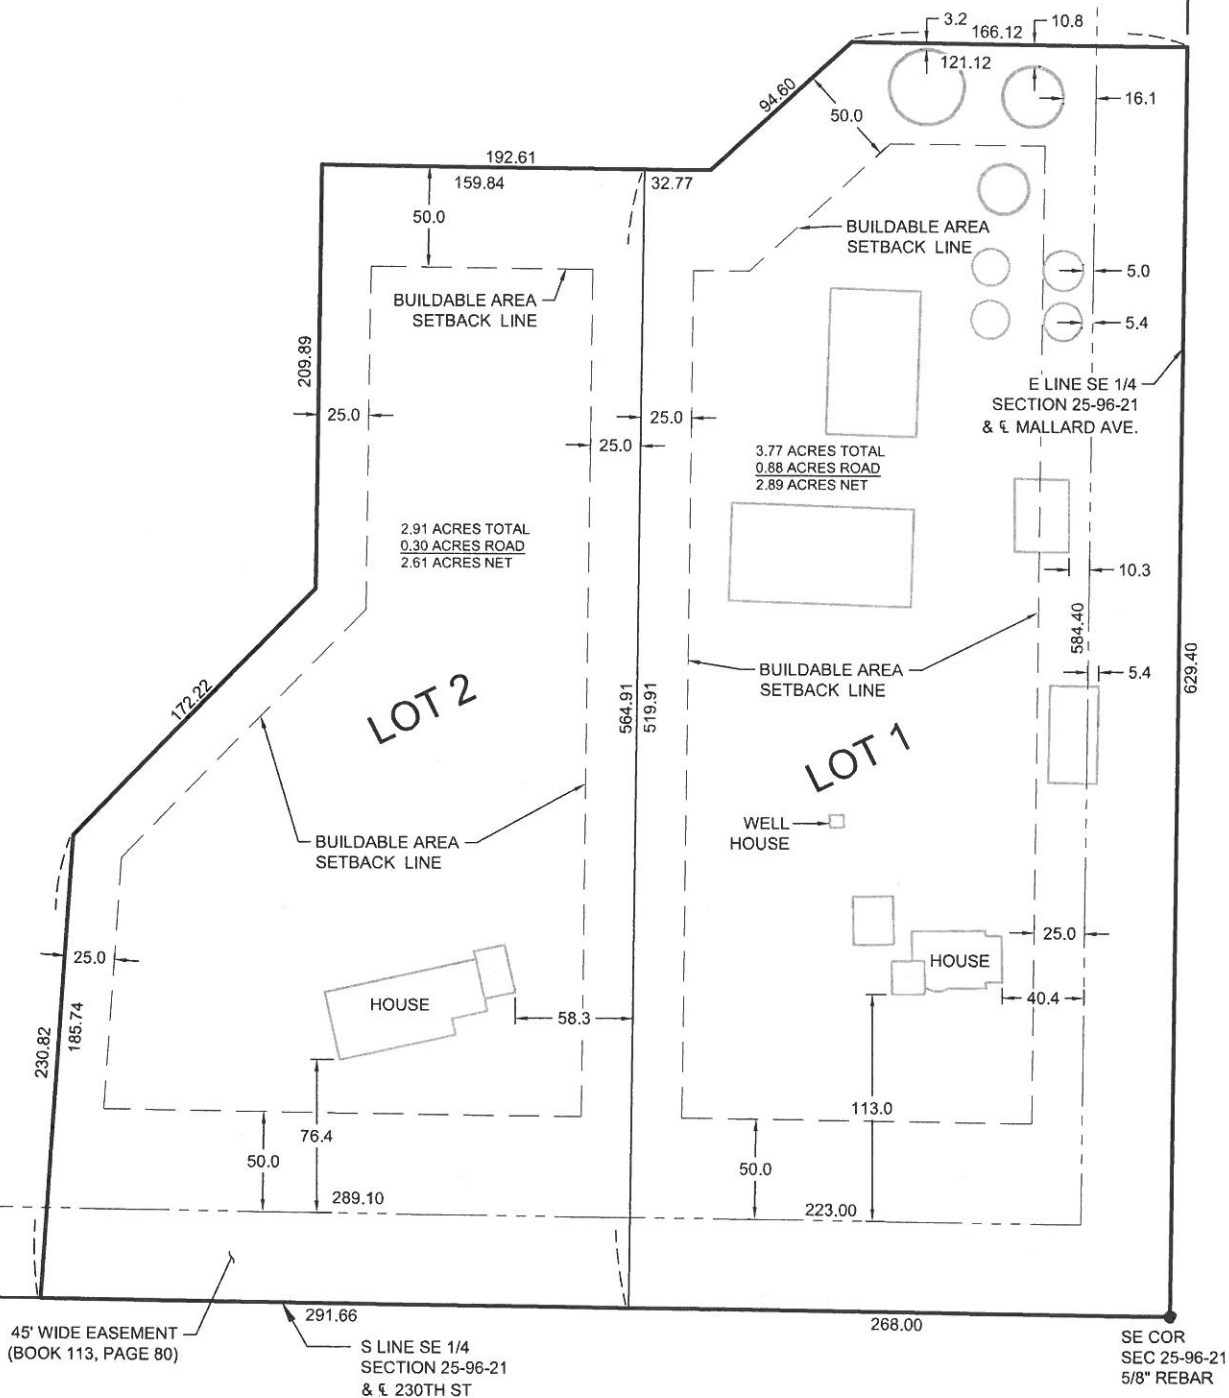 3.2
10.8
166.12
121.12
94.60
16.1
50.0
192.61
159.84
32.77
50.0
BUILDABLE AREA
SETBACK LINE
5.0
BUILDABLE AREA
SETBACK LINE
5.4
209.89
E LINE SE 1/4
SECTION 25-96-21
& ℄ MALLARD AVE.
25.0
25.0
25.0
3.77 ACRES TOTAL
0.88 ACRES ROAD
2.89 ACRES NET
2.91 ACRES TOTAL
0.30 ACRES ROAD
2.61 ACRES NET
10.3
584.40
629.40
BUILDABLE AREA
SETBACK LINE
5.4
172.22
LOT 2
564.91
519.91
LOT 1
WELL
HOUSE
BUILDABLE AREA
SETBACK LINE
25.0
25.0
HOUSE
HOUSE
40.4
58.3
230.82
185.74
113.0
76.4
50.0
50.0
289.10
223.00
291.66
268.00
45' WIDE EASEMENT
(BOOK 113, PAGE 80)
S LINE SE 1/4
SECTION 25-96-21
& ℄ 230TH ST
SE COR
SEC 25-96-21
5/8" REBAR